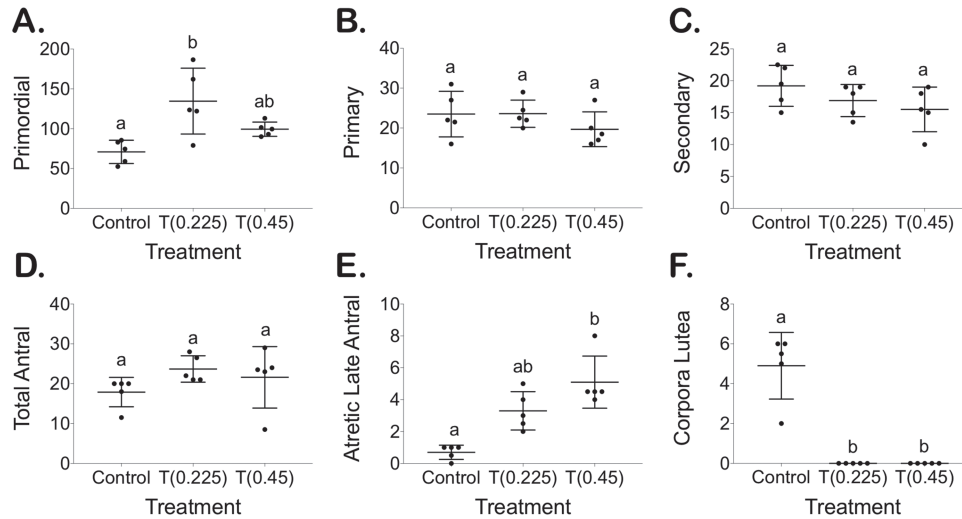 A.
Primordial
200
150
100
50
0
a
b
ab
Control T(0.225) T(0.45)
Treatment
B.
Primary
40
30
20
10
0
a
a
a
Control T(0.225) T(0.45)
Treatment
C.
Secondary
25
20
15
10
5
0
a
a
a
Control T(0.225) T(0.45)
Treatment
D.
Total Antral
40
30
20
10
0
a
a
a
Control T(0.225) T(0.45)
Treatment
E.
Atretic Late Antral
10
8
6
4
2
0
a
ab
b
Control T(0.225) T(0.45)
Treatment
F.
Corpora Lutea
8
6
4
2
0
a
b
b
Control T(0.225) T(0.45)
Treatment